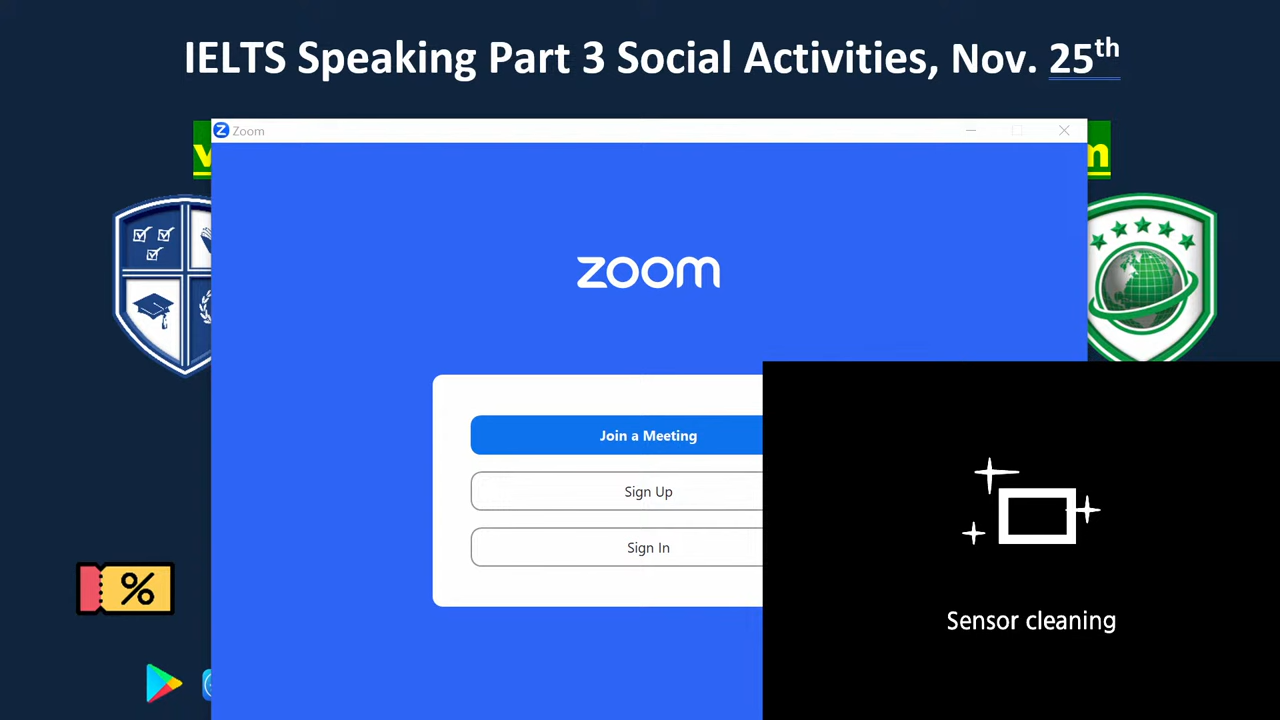 IELTS Speaking Part 3 Social Activities, Nov. 25th
Zoom
zoom
Join a Meeting
Sign Up
Sign In
%
Sensor cleaning